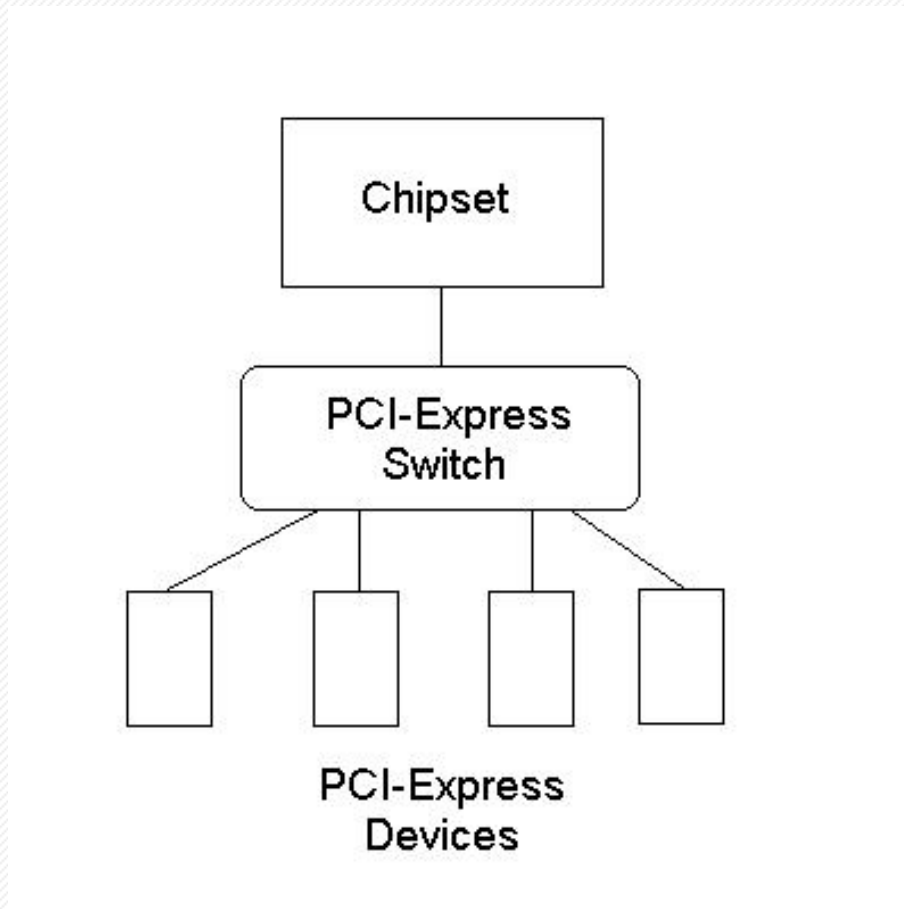 Chipset
PCI-Express
Switch
PCI-Express
Devices